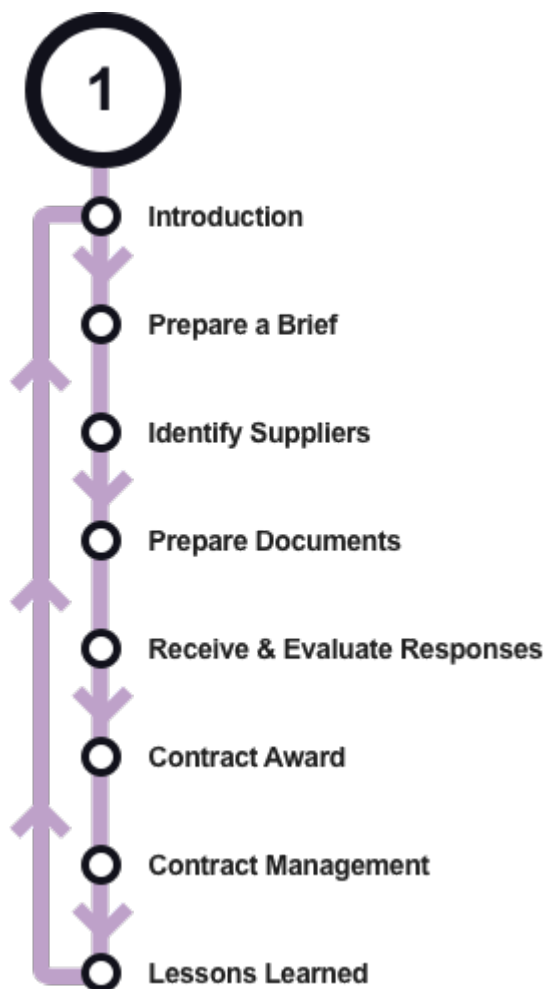 1
Introduction
Prepare a Brief
Identify Suppliers
Prepare Documents
Receive & Evaluate Responses
Contract Award
Contract Management
Lessons Learned